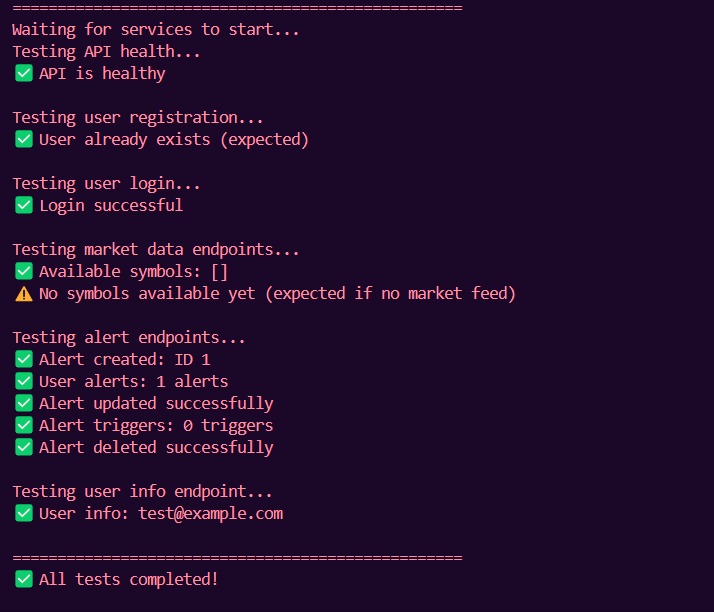 ==================================================
Waiting for services to start...
Testing API health...
✅ API is healthy
Testing user registration...
✅ User already exists (expected)
Testing user login...
✅ Login successful
Testing market data endpoints...
✅ Available symbols: []
⚠️ No symbols available yet (expected if no market feed)
Testing alert endpoints...
✅ Alert created: ID 1
✅ User alerts: 1 alerts
✅ Alert updated successfully
✅ Alert triggers: 0 triggers
✅ Alert deleted successfully
Testing user info endpoint...
✅ User info: test@example.com
==================================================
✅ All tests completed!